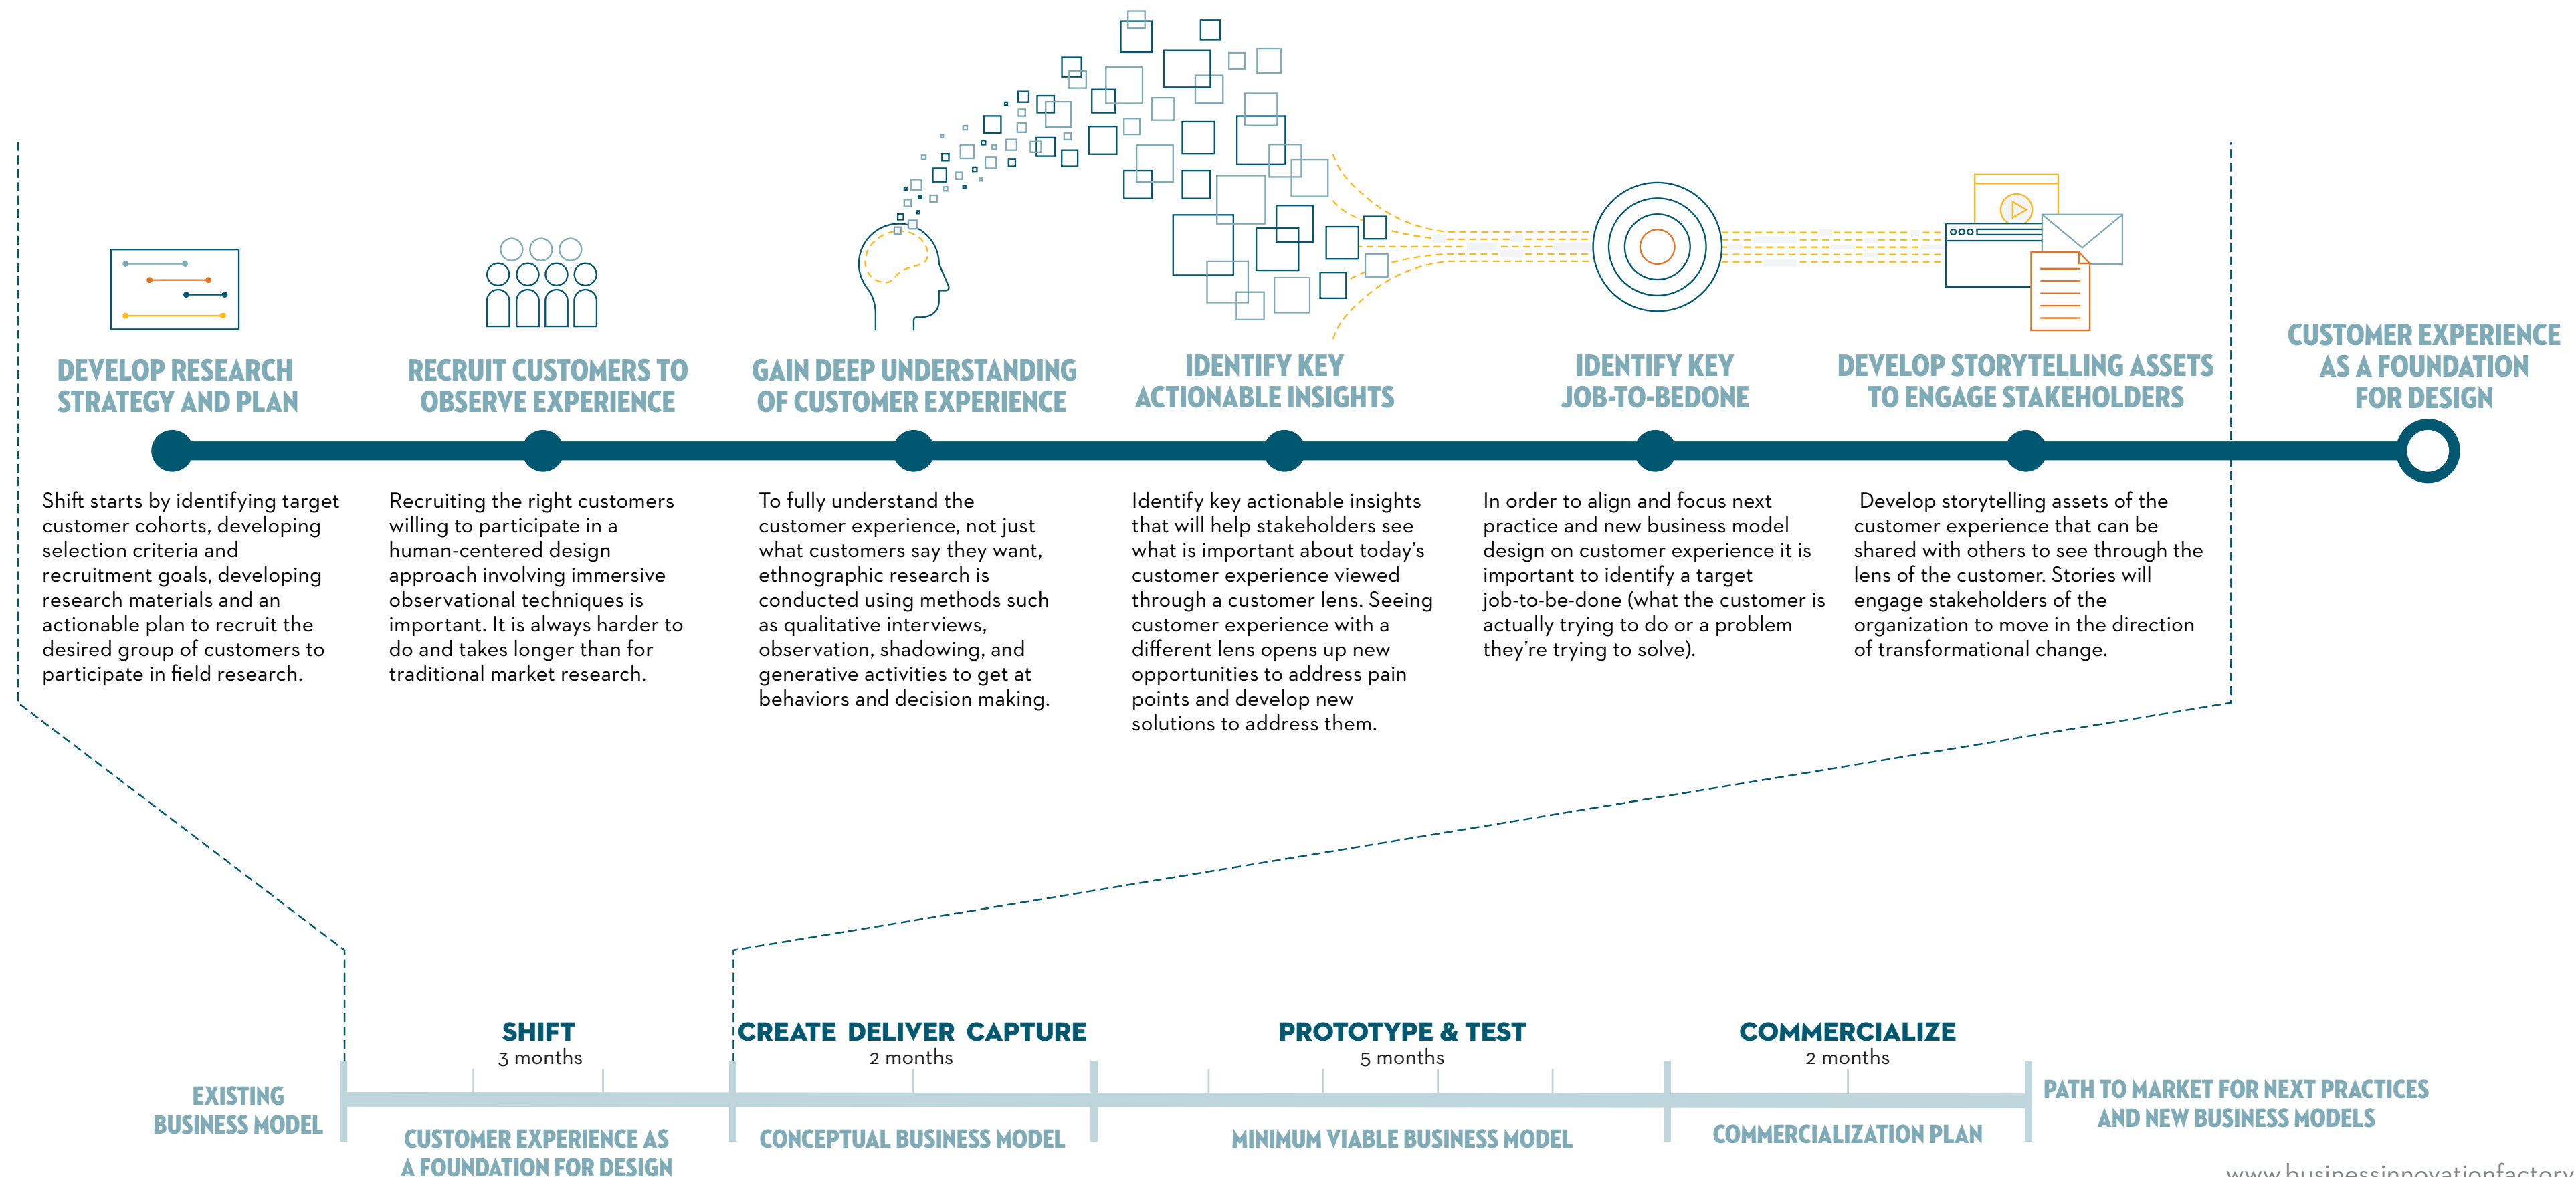 DEVELOP RESEARCH
STRATEGY AND PLAN
RECRUIT CUSTOMERS TO
OBSERVE EXPERIENCE
GAIN DEEP UNDERSTANDING
OF CUSTOMER EXPERIENCE
IDENTIFY KEY
ACTIONABLE INSIGHTS
IDENTIFY KEY
JOB-TO-BEDONE
DEVELOP STORYTELLING ASSETS
TO ENGAGE STAKEHOLDERS
CUSTOMER EXPERIENCE
AS A FOUNDATION
FOR DESIGN
Shift starts by identifying target
customer cohorts, developing
selection criteria and
recruitment goals, developing
research materials and an
actionable plan to recruit the
desired group of customers to
participate in field research.
Recruiting the right customers
willing to participate in a
human-centered design
approach involving immersive
observational techniques is
important. It is always harder to
do and takes longer than for
traditional market research.
To fully understand the
customer experience, not just
what customers say they want,
ethnographic research is
conducted using methods such
as qualitative interviews,
observation, shadowing, and
generative activities to get at
behaviors and decision making.
Identify key actionable insights
that will help stakeholders see
what is important about today's
customer experience viewed
through a customer lens. Seeing
customer experience with a
different lens opens up new
opportunities to address pain
points and develop new
solutions to address them.
In order to align and focus next
practice and new business model
design on customer experience it is
important to identify a target
job-to-be-done (what the customer is
actually trying to do or a problem
they're trying to solve).
Develop storytelling assets of the
customer experience that can be
shared with others to see through the
lens of the customer. Stories will
engage stakeholders of the
organization to move in the direction
of transformational change.
SHIFT
3 months
CREATE DELIVER CAPTURE
2 months
PROTOTYPE & TEST
5 months
COMMERCIALIZE
2 months
EXISTING
BUSINESS MODEL
CUSTOMER EXPERIENCE AS
A FOUNDATION FOR DESIGN
CONCEPTUAL BUSINESS MODEL
MINIMUM VIABLE BUSINESS MODEL
COMMERCIALIZATION PLAN
PATH TO MARKET FOR NEXT PRACTICES
AND NEW BUSINESS MODELS
www.businessinnovationfactory